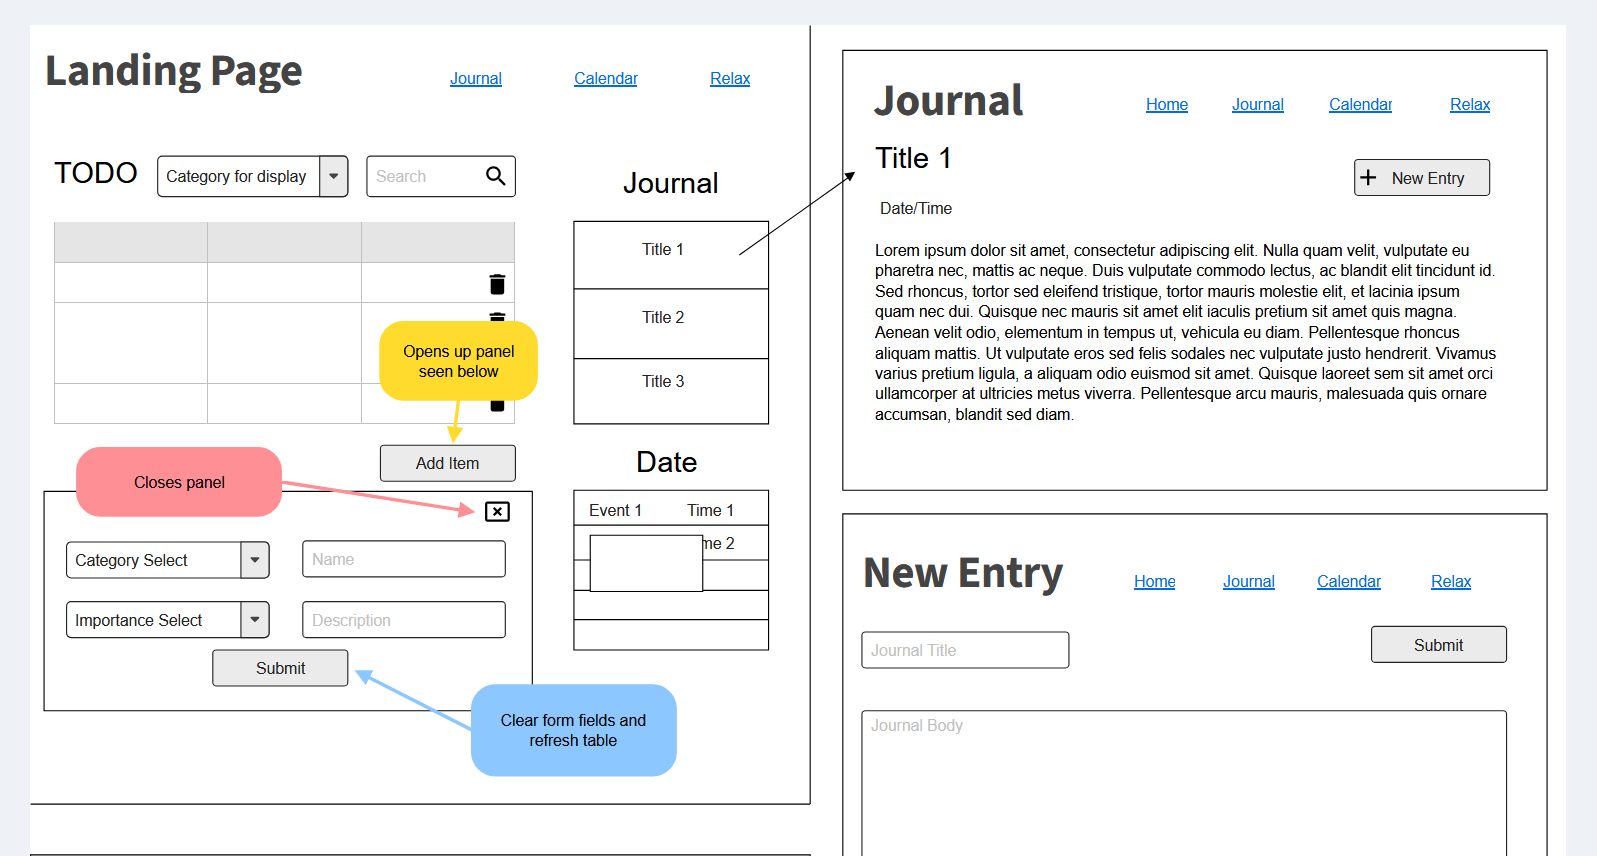 Landing Page
Journal
Calendar
Relax
TODO
Category for display
Search
Opens up panel
seen below
Add Item
Closes panel
Category Select
Name
Importance Select
Description
Submit
Clear form fields and
refresh table
Journal
Title 1
Title 2
Title 3
Date
Event 1
Time 1
me 2
Journal
Home
Journal
Calendar
Relax
Title 1
New Entry
Date/Time
Lorem ipsum dolor sit amet, consectetur adipiscing elit. Nulla quam velit, vulputate eu
pharetra nec, mattis ac neque. Duis vulputate commodo lectus, ac blandit elit tincidunt id.
Sed rhoncus, tortor sed eleifend tristique, tortor mauris molestie elit, et lacinia ipsum
quam nec dui. Quisque nec mauris sit amet elit iaculis pretium sit amet quis magna.
Aenean velit odio, elementum in tempus ut, vehicula eu diam. Pellentesque rhoncus
aliquam mattis. Ut vulputate eros sed felis sodales nec vulputate justo hendrerit. Vivamus
varius pretium ligula, a aliquam odio euismod sit amet. Quisque laoreet sem sit amet orci
ullamcorper at ultricies metus viverra. Pellentesque arcu mauris, malesuada quis ornare
accumsan, blandit sed diam.
New Entry
Home
Journal
Calendar
Relax
Journal Title
Submit
Journal Body